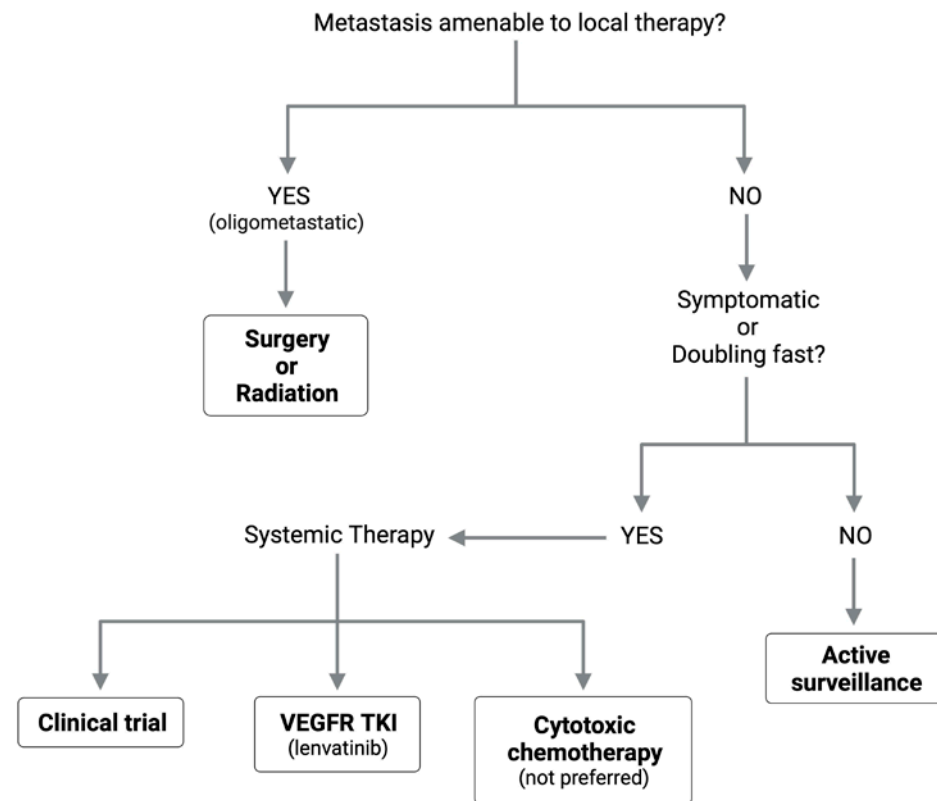 Metastasis amenable to local therapy?
YES
(oligometastatic)
NO
Surgery
or
Radiation
Symptomatic
or
Doubling fast?
Systemic Therapy
YES
NO
Clinical trial
VEGFR TKI
(lenvatinib)
Cytotoxic
chemotherapy
(not preferred)
Active
surveillance